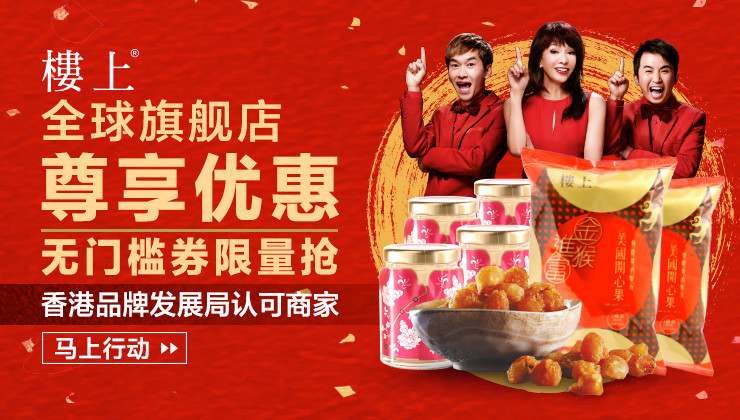 樓上®
全球旗舰店
尊享优惠
无门槛券限量抢
香港品牌发展局认可商家
马上行动
樓上
金猴
美國開心果